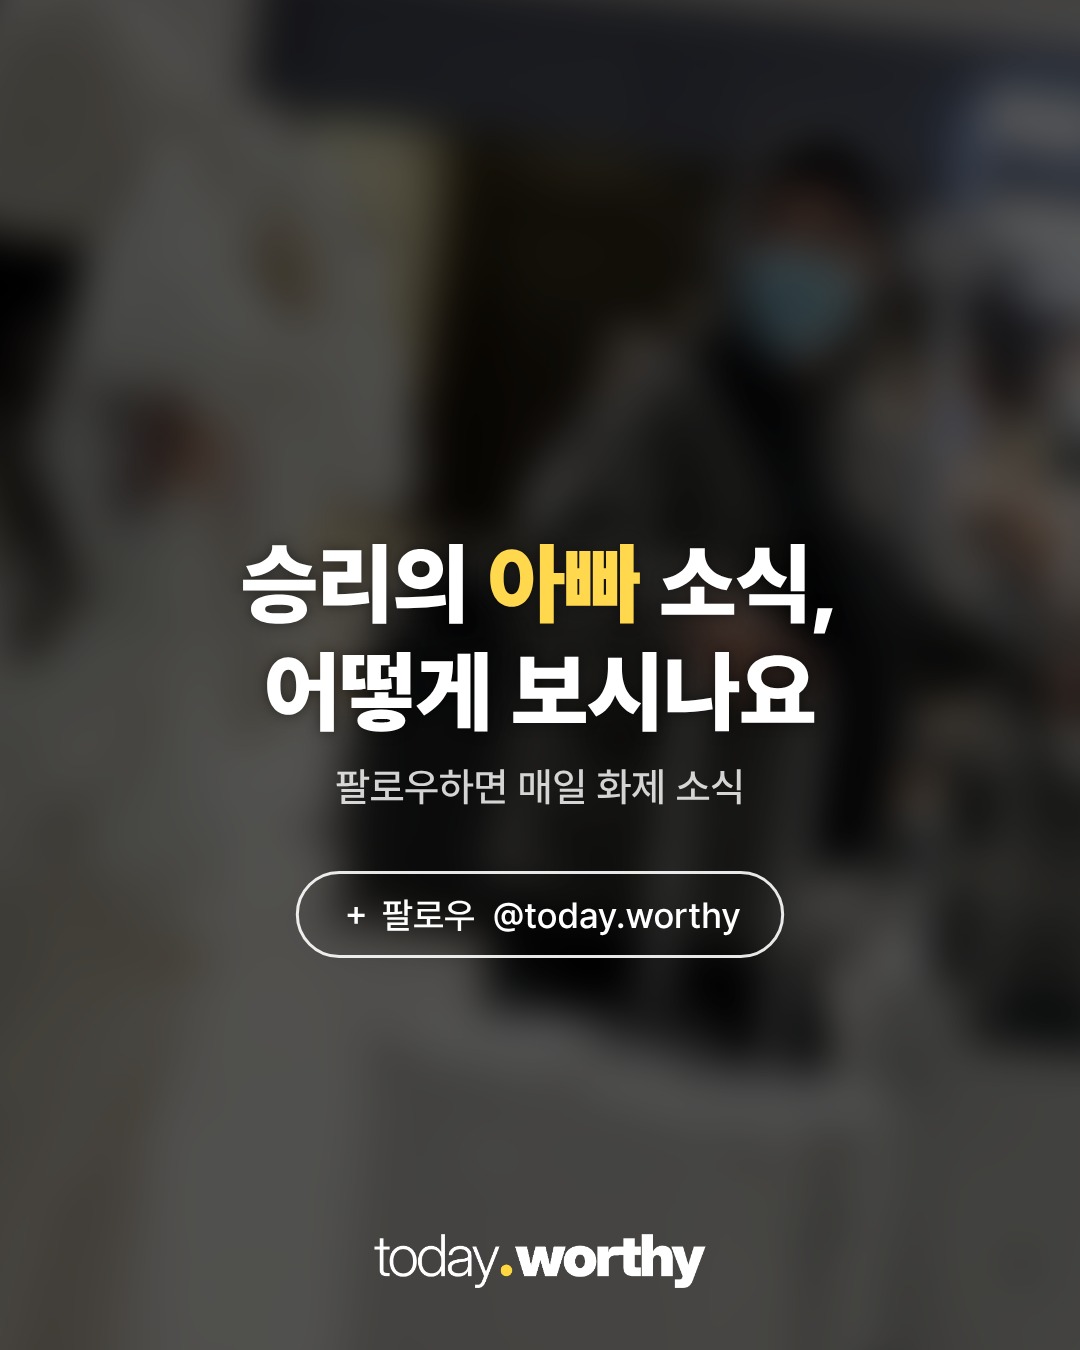 승리의 아빠 소식,
어떻게 보시나요
팔로우하면 매일 화제 소식
+ 팔로우 @today.worthy
today.worthy